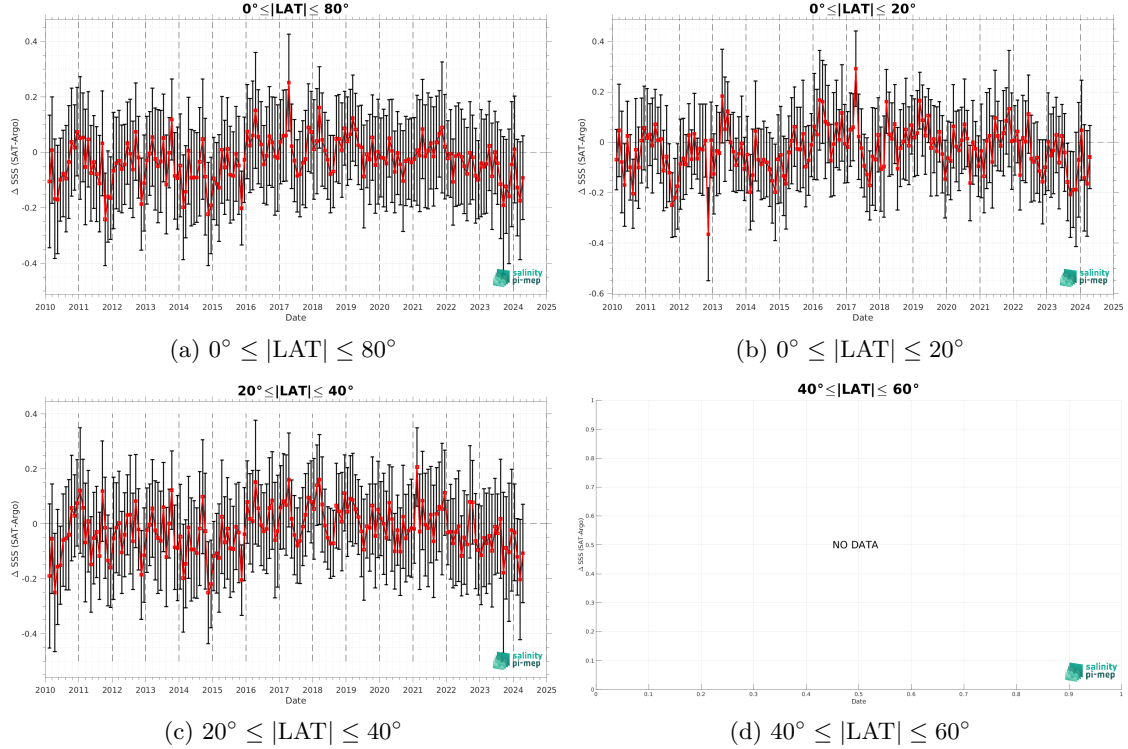 0°≤|LAT|≤ 80°
0.4
0.2
0
-0.2
-0.4
Δ SSS (SAT-Argo)
2010 2011 2012 2013 2014 2015 2016 2017 2018 2019 2020 2021 2022 2023 2024 2025
Date
salinity
pi-mep
(a) 0° ≤ |LAT| ≤ 80°
0°≤|LAT|≤ 20°
0.4
0.2
0
-0.2
-0.4
-0.6
Δ SSS (SAT-Argo)
2010 2011 2012 2013 2014 2015 2016 2017 2018 2019 2020 2021 2022 2023 2024 2025
Date
salinity
pi-mep
(b) 0° ≤ |LAT| ≤ 20°
20°≤|LAT|≤ 40°
0.4
0.2
0
-0.2
-0.4
Δ SSS (SAT-Argo)
2010 2011 2012 2013 2014 2015 2016 2017 2018 2019 2020 2021 2022 2023 2024 2025
Date
salinity
pi-mep
(c) 20° ≤ |LAT| ≤ 40°
40°≤|LAT|≤ 60°
1
0.9
0.8
0.7
0.6
0.5
0.4
0.3
0.2
0.1
0
Δ SSS (SAT-Argo)
NO DATA
0 0.1 0.2 0.3 0.4 0.5 0.6 0.7 0.8 0.9 1
Date
salinity
pi-mep
(d) 40° ≤ |LAT| ≤ 60°